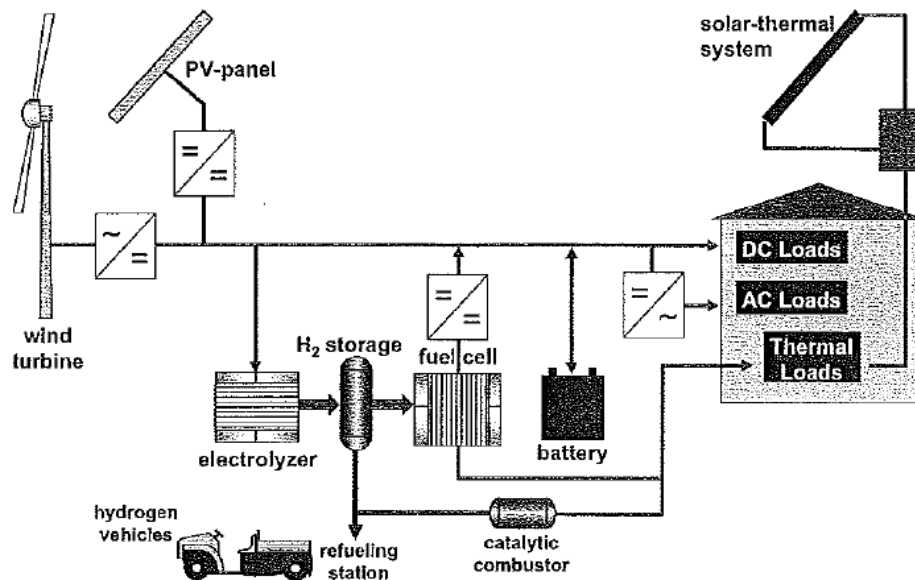 solar-thermal
system
PV-panel
=
=
~
=
DC Loads
=
~
AC Loads
=
=
wind
turbine
H2 storage
fuel cell
Thermal
Loads
electrolyzer
battery
hydrogen
vehicles
refueling
station
catalytic
combustor